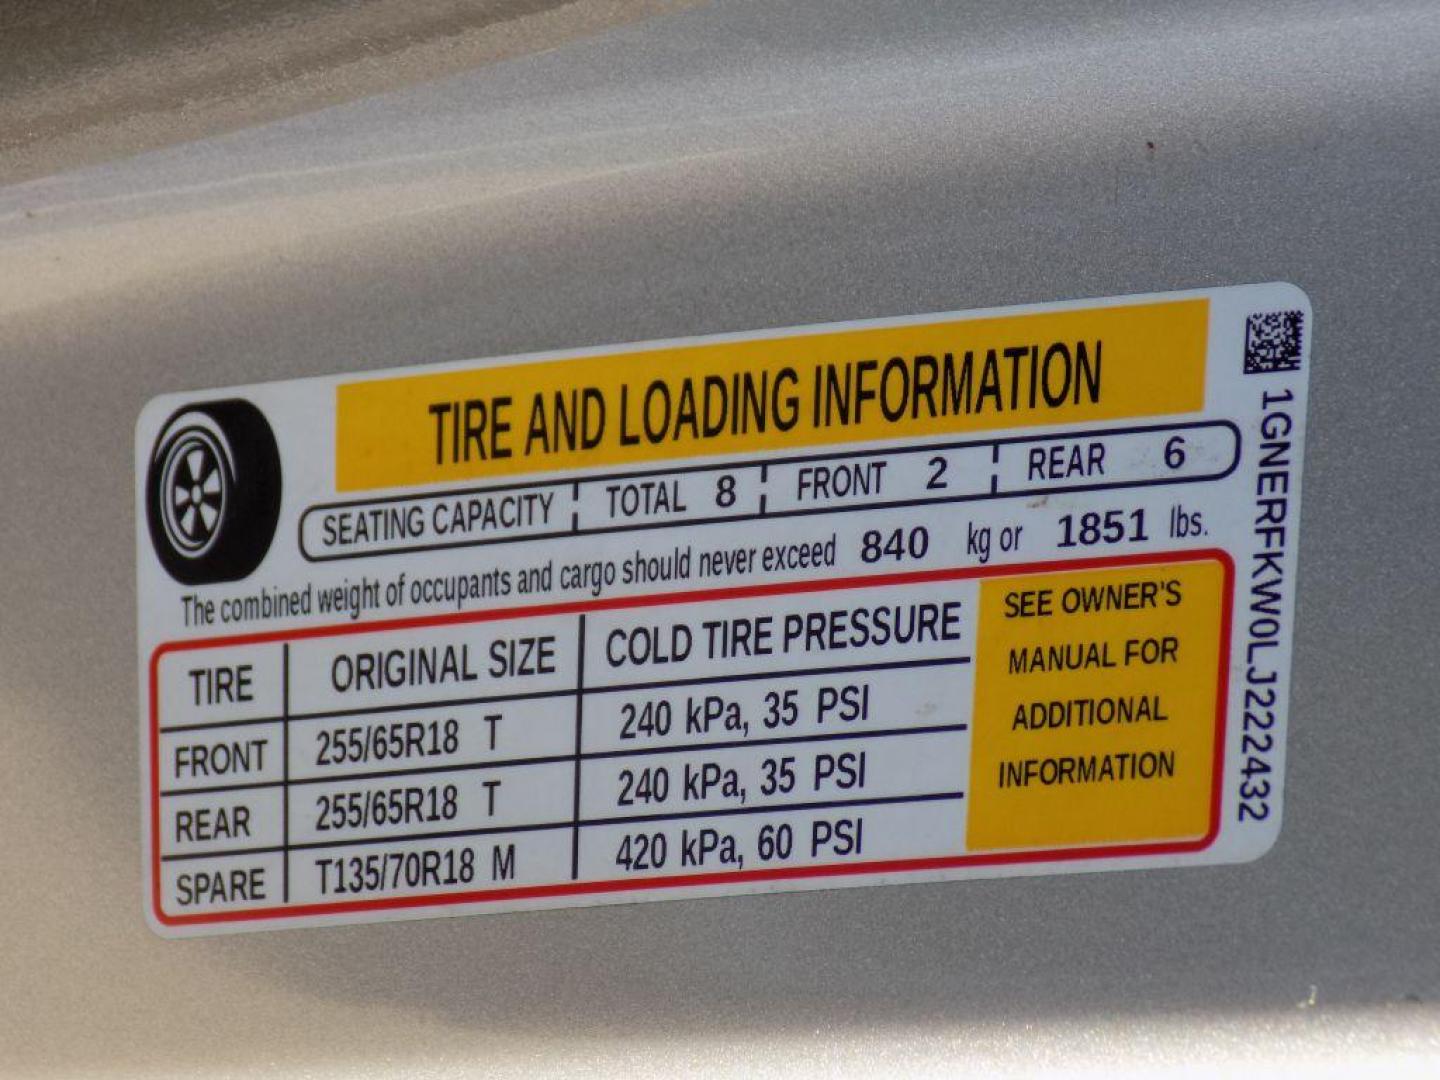 TIRE AND LOADING INFORMATION
SEATING CAPACITY TOTAL 8 FRONT 2 REAR 6
The combined weight of occupants and cargo should never exceed 840 kg or 1851 lbs.
TIRE ORIGINAL SIZE COLD TIRE PRESSURE
FRONT 255/65R18 T 240 kPa, 35 PSI
REAR 255/65R18 T 240 kPa, 35 PSI
SPARE T135/70R18 M 420 kPa, 60 PSI
SEE OWNER'S
MANUAL FOR
ADDITIONAL
INFORMATION
1GNERFKW0LJ222432